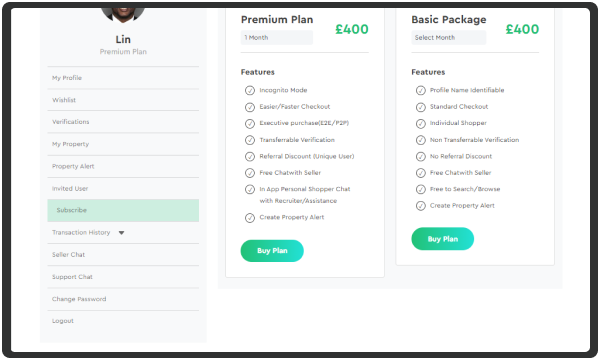 Lin
Premium Plan
My Profile
Wishlist
Verifications
My Property
Property Alert
Invited User
Subscribe
Transaction History
Seller Chat
Support Chat
Change Password
Logout
Premium Plan
£400
1 Month
Features
Incognito Mode
Easier/Faster Checkout
Executive purchase(E2E/P2P)
Transferrable Verification
Referral Discount (Unique User)
Free Chatwith Seller
In App Personal Shopper Chat
with Recruiter/Assistance
Create Property Alert
Buy Plan
Basic Package
£400
Select Month
Features
Profile Name Identifiable
Standard Checkout
Individual Shopper
Non Transferrable Verification
No Referral Discount
Free Chatwith Seller
Free to Search/Browse
Create Property Alert
Buy Plan